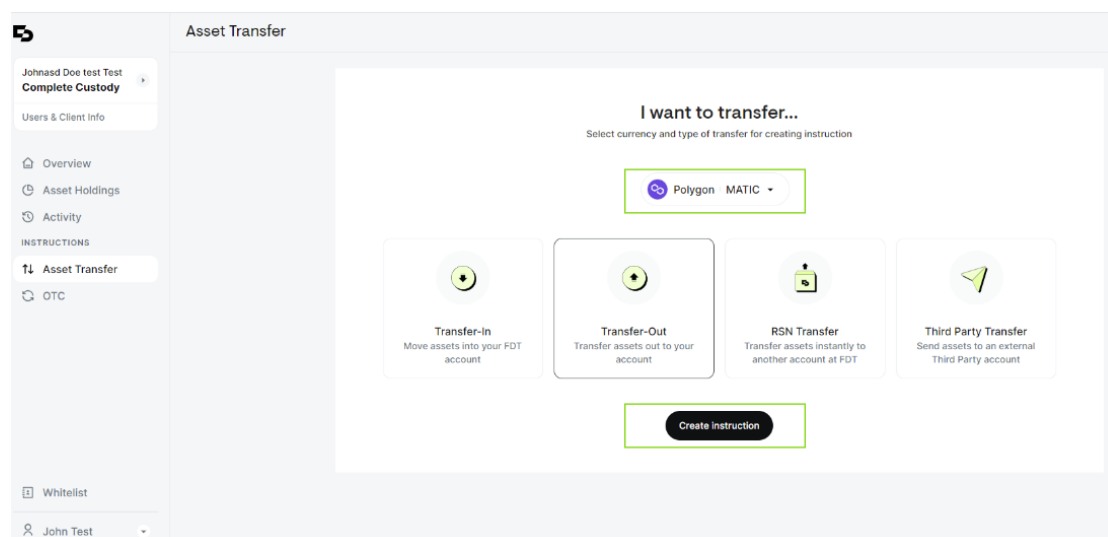 Asset Transfer
Johnasd Doe test Test
Complete Custody
Users & Client Info
Overview
Asset Holdings
Activity
INSTRUCTIONS
Asset Transfer
OTC
Whitelist
John Test
I want to transfer...
Select currency and type of transfer for creating instruction
Polygon MATIC
Transfer-In
Move assets into your FDT
account
Transfer-Out
Transfer assets out to your
account
RSN Transfer
Transfer assets instantly to
another account at FDT
Third Party Transfer
Send assets to an external
Third Party account
Create instruction